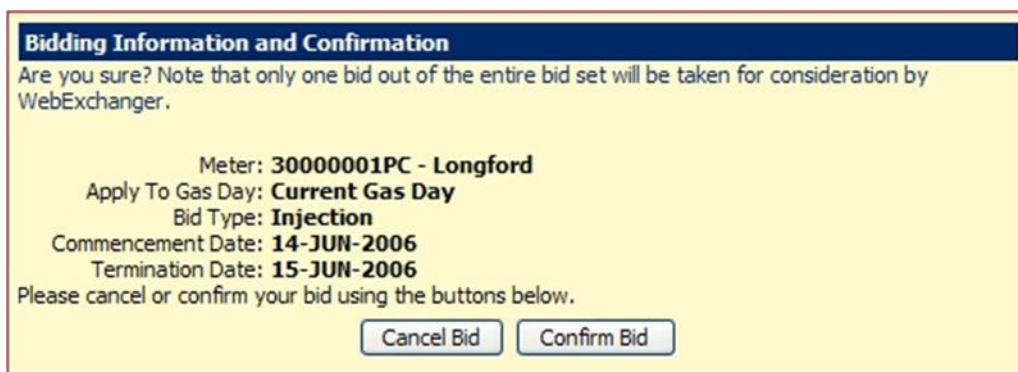 Bidding Information and Confirmation
Are you sure? Note that only one bid out of the entire bid set will be taken for consideration by
WebExchanger.
Meter: 30000001PC - Longford
Apply To Gas Day: Current Gas Day
Bid Type: Injection
Commencement Date: 14-JUN-2006
Termination Date: 15-JUN-2006
Please cancel or confirm your bid using the buttons below.
Cancel Bid Confirm Bid